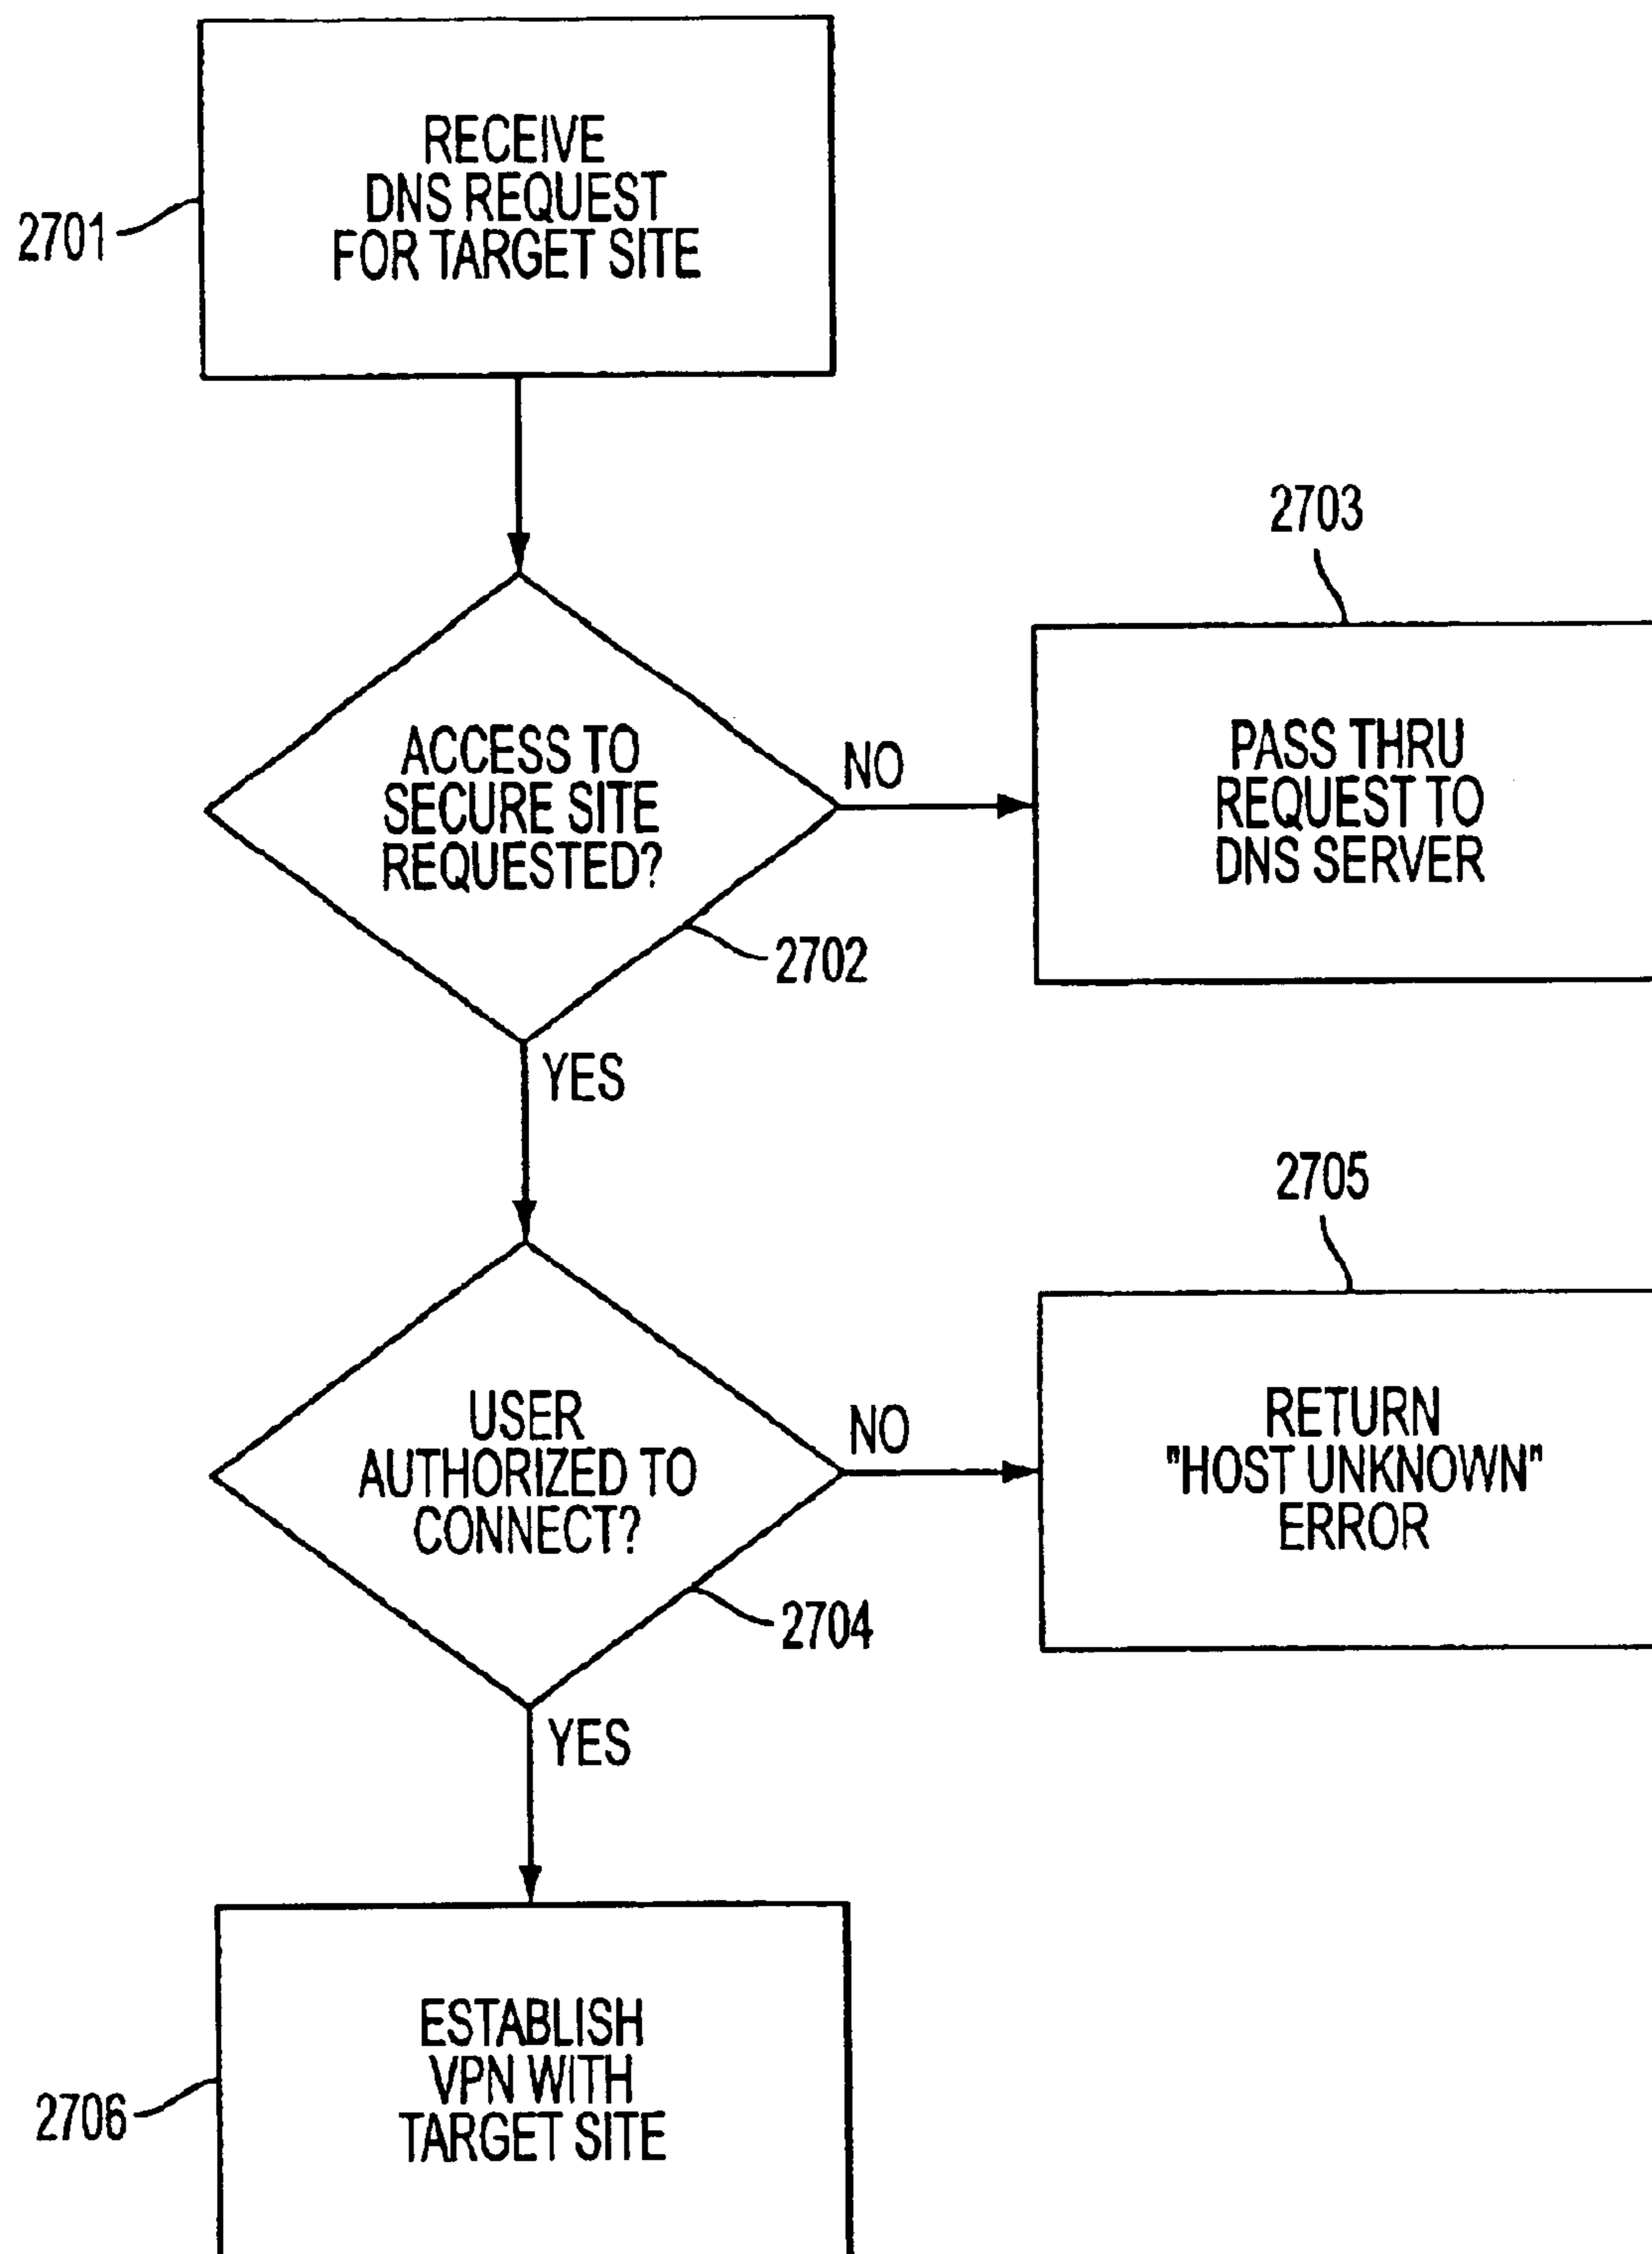 RECEIVE
DNS REQUEST
FOR TARGET SITE
2701
2703
ACCESS TO
SECURE SITE
REQUESTED?
NO
PASS THRU
REQUEST TO
DNS SERVER
2702
YES
2705
USER
AUTHORIZED TO
CONNECT?
NO
RETURN
"HOST UNKNOWN"
ERROR
2704
YES
ESTABLISH
VPN WITH
TARGET SITE
2706